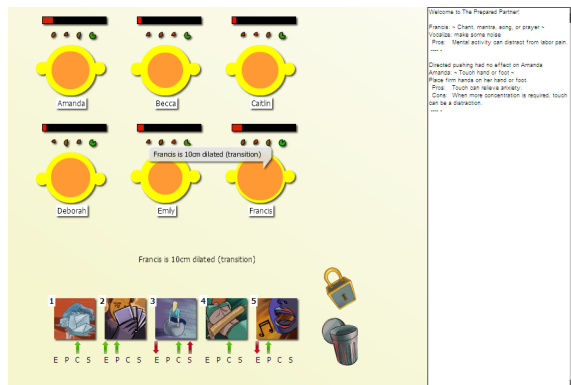 Welcome to The Prepared Partner!
Francis: ~ Chant, mantra, song, or prayer ~
Vocalize: make some noise
Pros: Mental activity can distract from labor pain.
---- -
Directed pushing had no effect on Amanda
Amanda: ~ Touch hand or foot ~
Place firm hands on her hand or foot.
Pros: Touch can relieve anxiety.
Cons: When more concentration is required, touch
can be a distraction.
---- -
Amanda
Becca
Caitlin
Francis is 10cm dilated (transition)
Deborah
Emily
Francis
Francis is 10cm dilated (transition)
1
2
3
4
5
E P C S
E P C S
E P C S
E P C S
E P C S